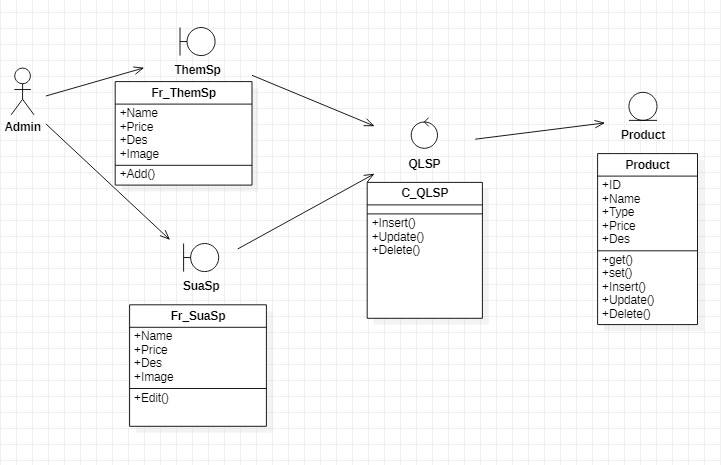 Admin
ThemSp
Fr_ThemSp
+Name
+Price
+Des
+Image
+Add()
SuaSp
Fr_SuaSp
+Name
+Price
+Des
+Image
+Edit()
QLSP
C_QLSP
+Insert()
+Update()
+Delete()
Product
Product
+ID
+Name
+Type
+Price
+Des
+get()
+set()
+Insert()
+Update()
+Delete()